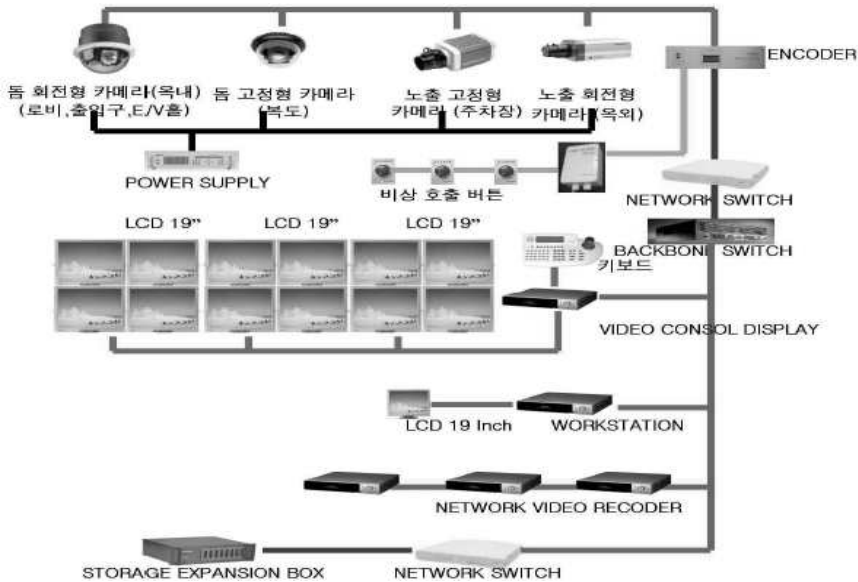 ENCODER
돔 회전형 카메라(옥내)
(로비,출입구,E/V홀)
돔 고정형 카메라
(복도)
노출 고정형
카메라 (주차장)
노출 회전형
카메라 (옥외)
POWER SUPPLY
비상 호출 버튼
NETWORK SWITCH
LCD 19”
LCD 19”
LCD 19”
BACKBONE SWITCH
키보드
VIDEO CONSOL DISPLAY
LCD 19 Inch
WORKSTATION
NETWORK VIDEO RECODER
STORAGE EXPANSION BOX
NETWORK SWITCH